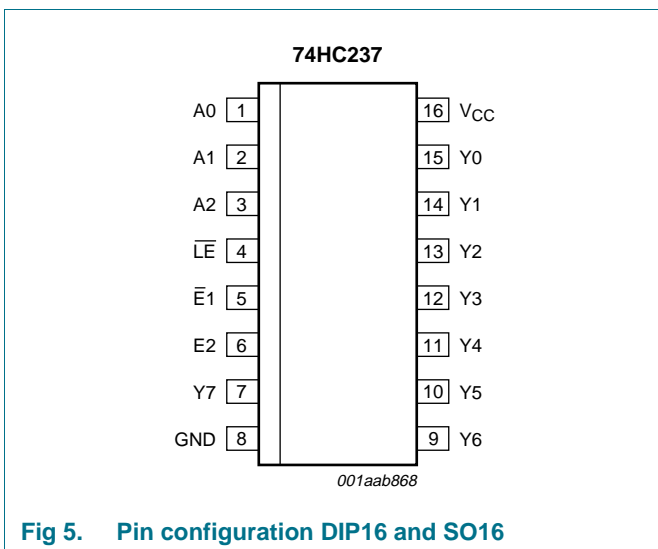 74HC237
A0 1 16 VCC
A1 2 15 Y0
A2 3 14 Y1
L̅E̅ 4 13 Y2
E̅1 5 12 Y3
E2 6 11 Y4
Y7 7 10 Y5
GND 8 9 Y6
001aab868
Fig 5. Pin configuration DIP16 and SO16